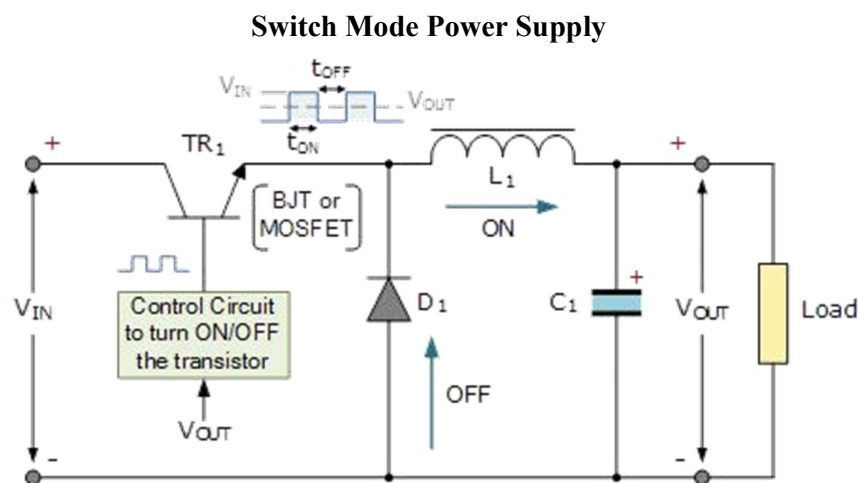 Switch Mode Power Supply
tOFF
VIN
VOUT
tON
+
TR1
BJT or
MOSFET
L1
ON
+
VIN
Control Circuit
to turn ON/OFF
the transistor
D1
C1
+
VOUT
Load
OFF
VOUT
-
-